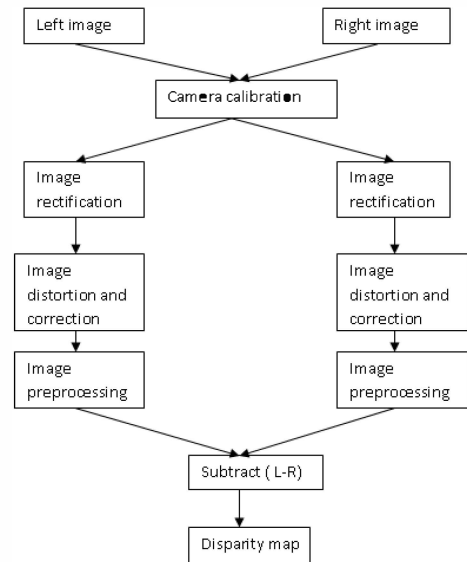 Left image
Right image
Camera calibration
Image
rectification
Image
rectification
Image
distortion and
correction
Image
distortion and
correction
Image
preprocessing
Image
preprocessing
Subtract ( L-R)
Disparity map